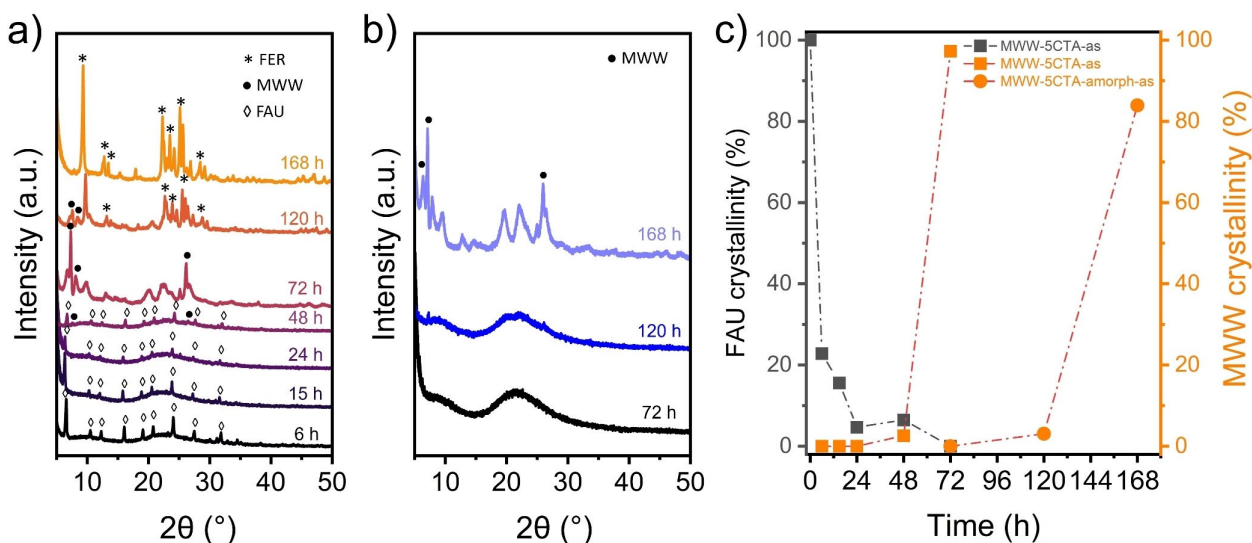 a)
* FER
● MWW
◊ FAU
168 h
120 h
72 h
48 h
24 h
15 h
6 h
Intensity (a.u.)
10 20 30 40 50
2θ (°)
b)
● MWW
168 h
120 h
72 h
Intensity (a.u.)
10 20 30 40 50
2θ (°)
c)
MWW-5CTA-as
MWW-5CTA-as
MWW-5CTA-amorph-as
100
80
60
40
20
0
FAU crystallinity (%)
100
80
60
40
20
0
MWW crystallinity (%)
0 24 48 72 96 120 144 168
Time (h)